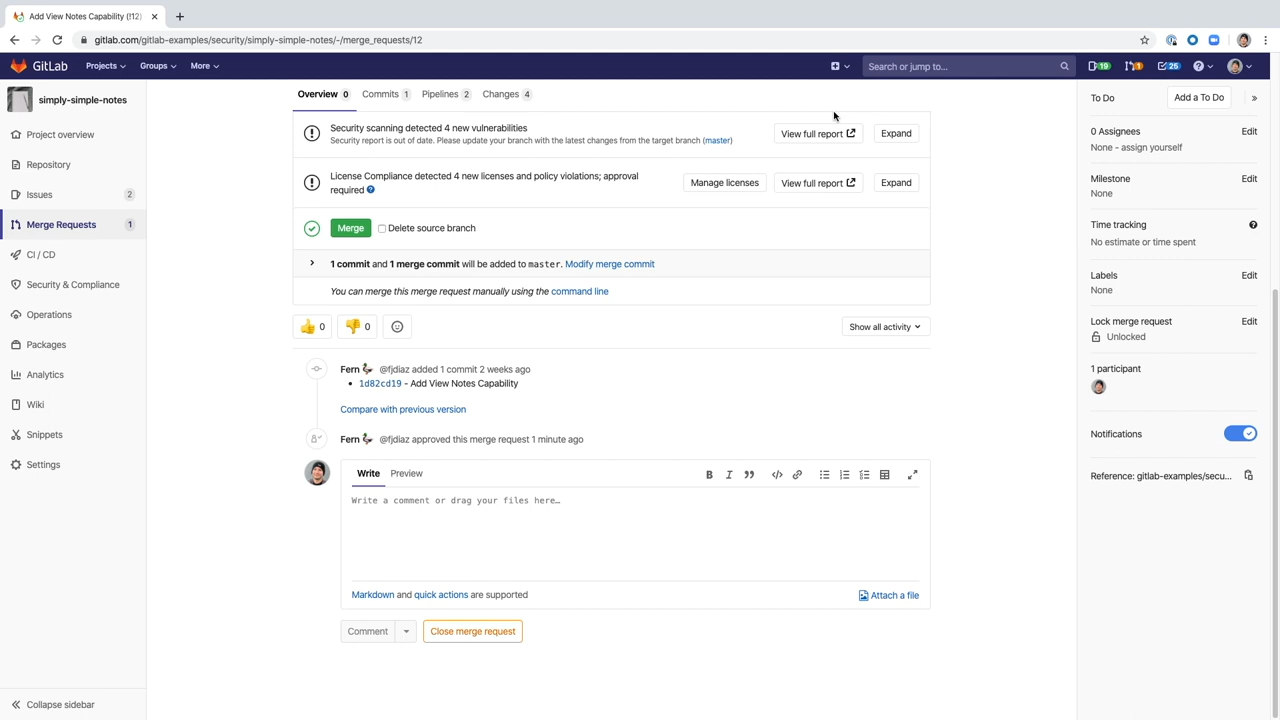 Add View Notes Capability (!12)
gitlab.com/gitlab-examples/security/simply-simple-notes/-/merge_requests/12
GitLab Projects Groups More Search or jump to... 19 1 25
simply-simple-notes
Project overview
Repository
Issues 2
Merge Requests 1
CI / CD
Security & Compliance
Operations
Packages
Analytics
Wiki
Snippets
Settings
Collapse sidebar
Overview 0 Commits 1 Pipelines 2 Changes 4
Security scanning detected 4 new vulnerabilities
Security report is out of date. Please update your branch with the latest changes from the target branch (master)
View full report Expand
License Compliance detected 4 new licenses and policy violations; approval
required
Manage licenses View full report Expand
Merge Delete source branch
1 commit and 1 merge commit will be added to master. Modify merge commit
You can merge this merge request manually using the command line
0 0 Show all activity
Fern @fjdiaz added 1 commit 2 weeks ago
1d82cd19 - Add View Notes Capability
Compare with previous version
Fern @fjdiaz approved this merge request 1 minute ago
Write Preview
Write a comment or drag your files here…
Markdown and quick actions are supported
Attach a file
Comment Close merge request
To Do Add a To Do
0 Assignees Edit
None - assign yourself
Milestone Edit
None
Time tracking
No estimate or time spent
Labels Edit
None
Lock merge request Edit
Unlocked
1 participant
Notifications
Reference: gitlab-examples/secu...